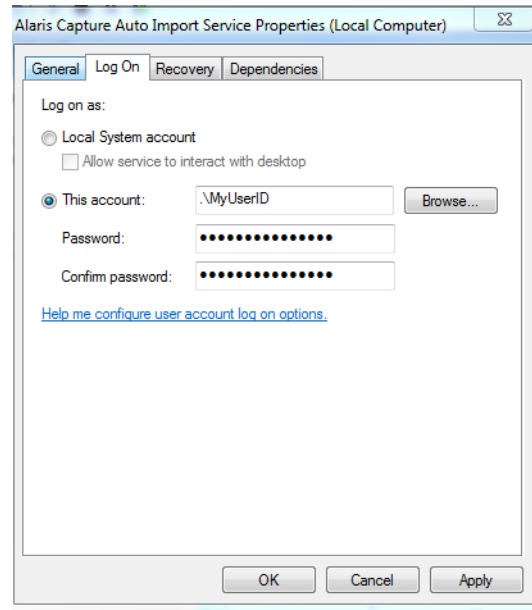 Alaris Capture Auto Import Service Properties (Local Computer)
General Log On Recovery Dependencies
Log on as:
Local System account
Allow service to interact with desktop
This account: .\MyUserID Browse...
Password: ●●●●●●●●●●●●●●●
Confirm password: ●●●●●●●●●●●●●●●
Help me configure user account log on options.
OK Cancel Apply